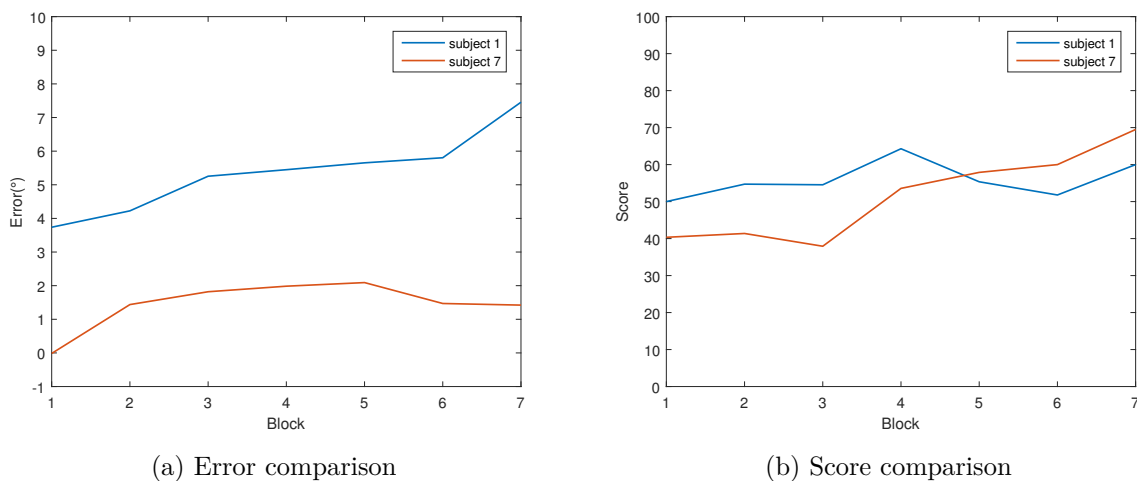 10
9
8
7
6
5
4
3
2
1
0
-1
Error(°)
1 2 3 4 5 6 7
Block
subject 1
subject 7
(a) Error comparison
100
90
80
70
60
50
40
30
20
10
0
Score
1 2 3 4 5 6 7
Block
subject 1
subject 7
(b) Score comparison